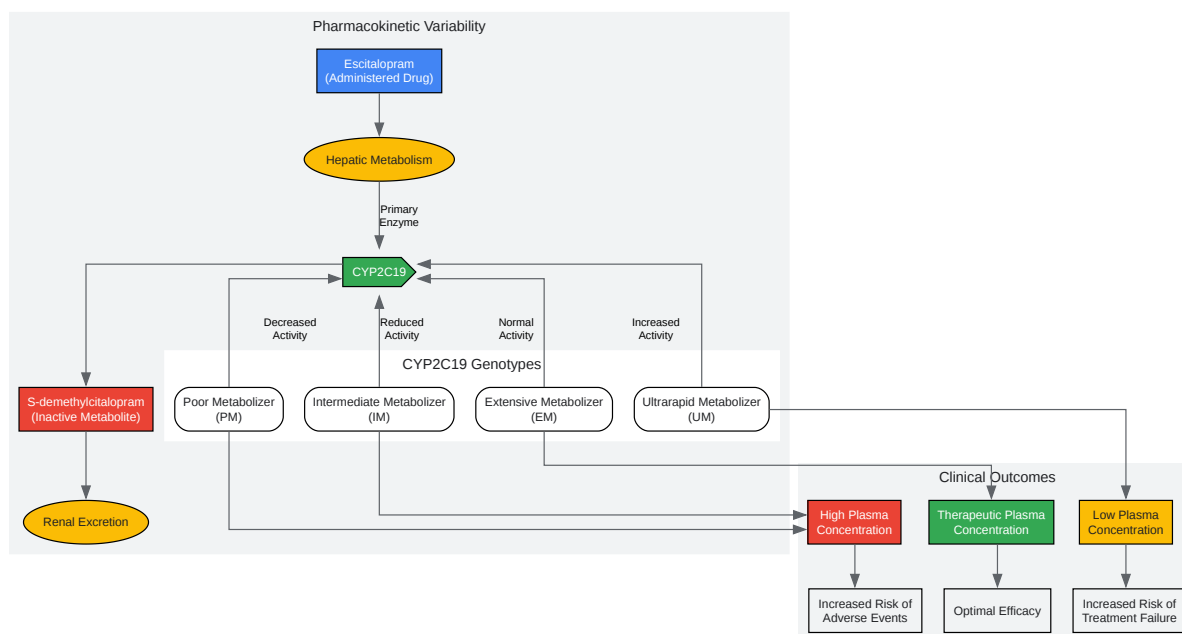 Pharmacokinetic Variability
Escitalopram
(Administered Drug)
Hepatic Metabolism
Primary
Enzyme
CYP2C19
Decreased
Activity
Reduced
Activity
Normal
Activity
Increased
Activity
CYP2C19 Genotypes
S-demethylcitalopram
(Inactive Metabolite)
Poor Metabolizer
(PM)
Intermediate Metabolizer
(IM)
Extensive Metabolizer
(EM)
Ultrarapid Metabolizer
(UM)
Renal Excretion
Clinical Outcomes
High Plasma
Concentration
Therapeutic Plasma
Concentration
Low Plasma
Concentration
Increased Risk of
Adverse Events
Optimal Efficacy
Increased Risk of
Treatment Failure